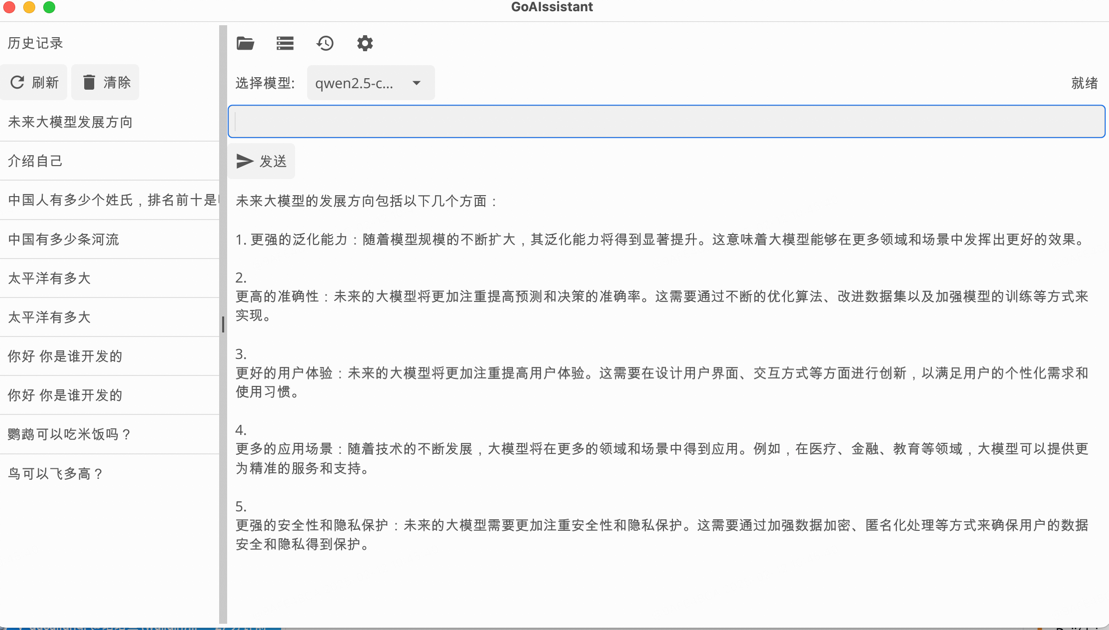 GoAIssistant
历史记录
刷新 清除
未来大模型发展方向
介绍自己
中国人有多少个姓氏，排名前十是
中国有多少条河流
太平洋有多大
太平洋有多大
你好 你是谁开发的
你好 你是谁开发的
鹦鹉可以吃米饭吗？
鸟可以飞多高？
选择模型: qwen2.5-c... 就绪
发送
未来大模型的发展方向包括以下几个方面：
1. 更强的泛化能力：随着模型规模的不断扩大，其泛化能力将得到显著提升。这意味着大模型能够在更多领域和场景中发挥出更好的效果。
2.
更高的准确性：未来的大模型将更加注重提高预测和决策的准确率。这需要通过不断的优化算法、改进数据集以及加强模型的训练等方式来
实现。
3.
更好的用户体验：未来的大模型将更加注重提高用户体验。这需要在设计用户界面、交互方式等方面进行创新，以满足用户的个性化需求和
使用习惯。
4.
更多的应用场景：随着技术的不断发展，大模型将在更多的领域和场景中得到应用。例如，在医疗、金融、教育等领域，大模型可以提供更
为精准的服务和支持。
5.
更强的安全性和隐私保护：未来的大模型需要更加注重安全性和隐私保护。这需要通过加强数据加密、匿名化处理等方式来确保用户的数据
安全和隐私得到保护。